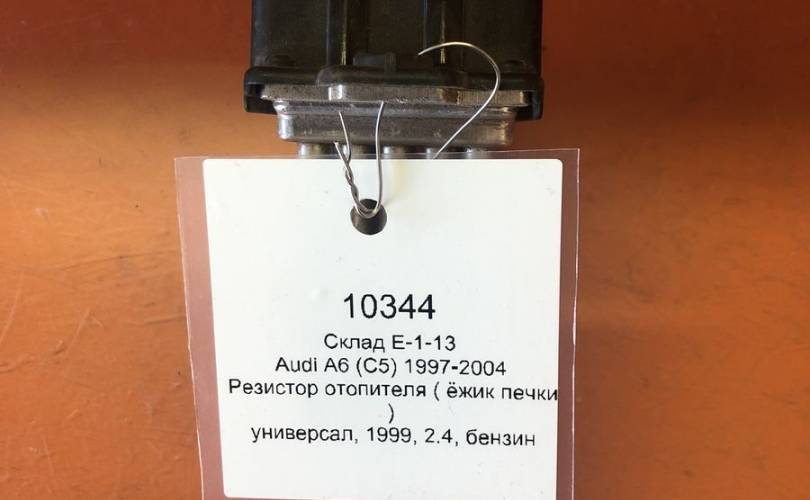 10344
Склад Е-1-13
Audi A6 (C5) 1997-2004
Резистор отопителя ( ёжик печки
)
универсал, 1999, 2.4, бензин